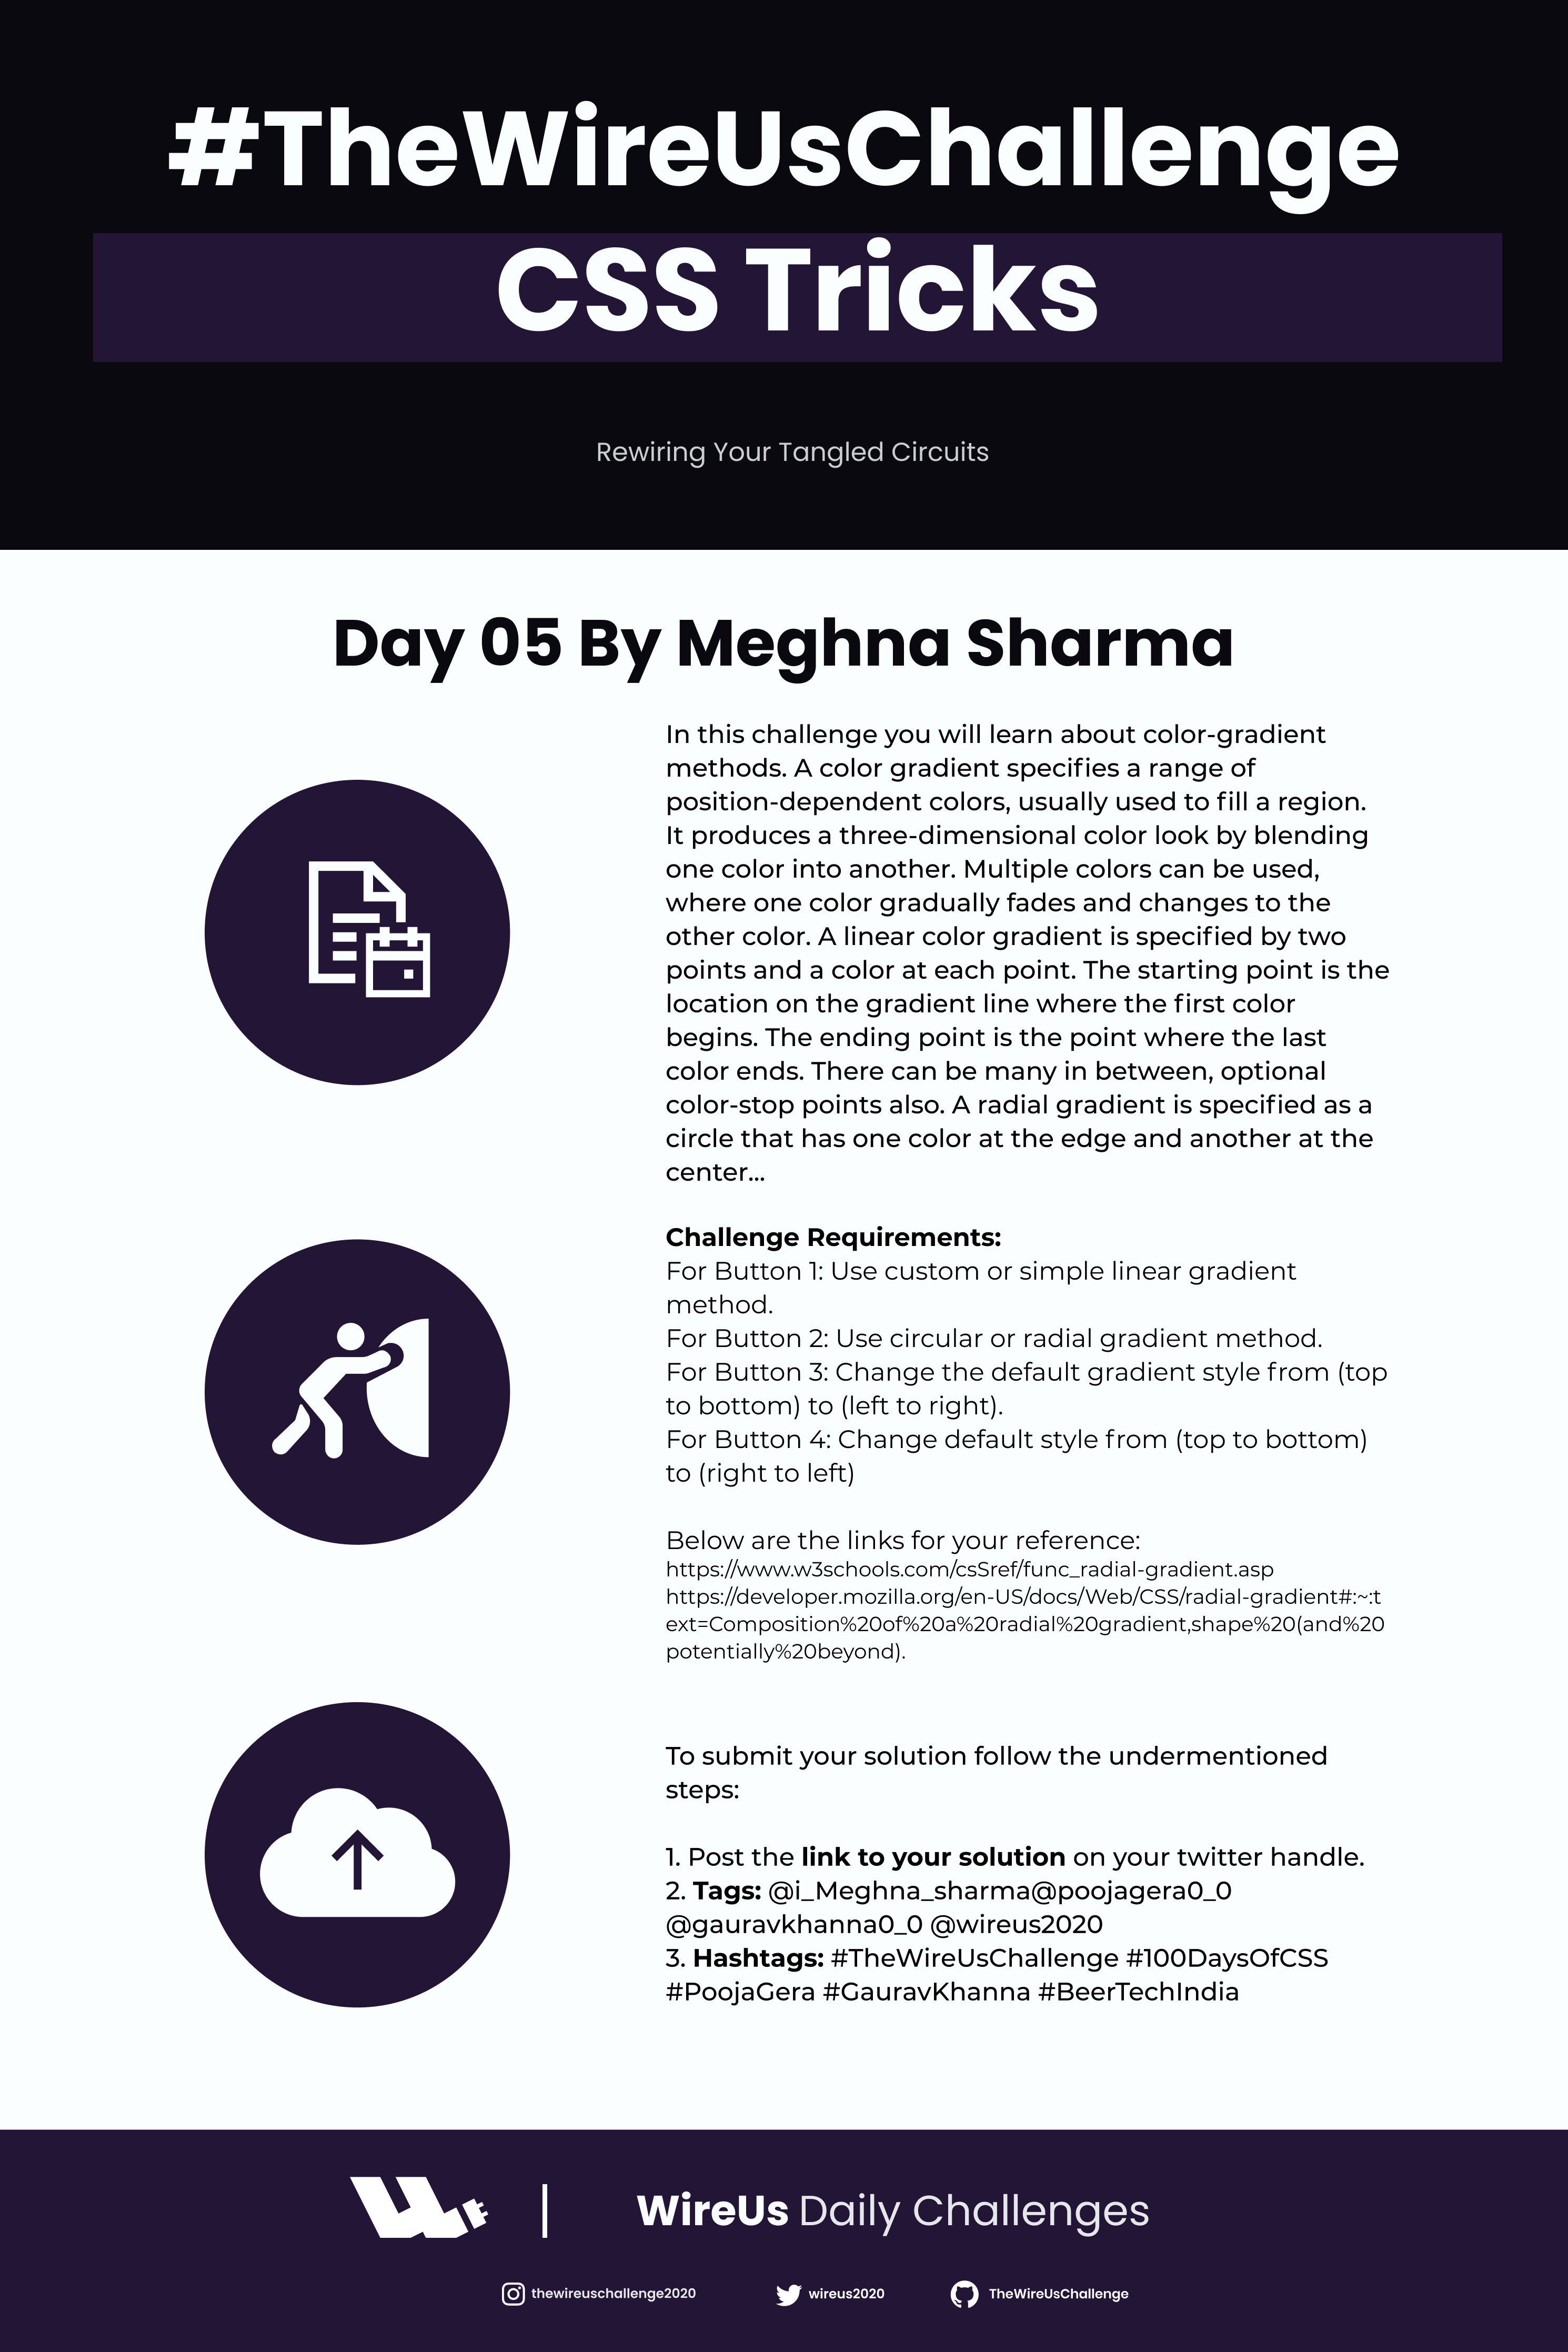 #TheWireUsChallenge
CSS Tricks
Rewiring Your Tangled Circuits
Day 05 By Meghna Sharma
In this challenge you will learn about color-gradient
methods. A color gradient specifies a range of
position-dependent colors, usually used to fill a region.
It produces a three-dimensional color look by blending
one color into another. Multiple colors can be used,
where one color gradually fades and changes to the
other color. A linear color gradient is specified by two
points and a color at each point. The starting point is the
location on the gradient line where the first color
begins. The ending point is the point where the last
color ends. There can be many in between, optional
color-stop points also. A radial gradient is specified as a
circle that has one color at the edge and another at the
center...
Challenge Requirements:
For Button 1: Use custom or simple linear gradient
method.
For Button 2: Use circular or radial gradient method.
For Button 3: Change the default gradient style from (top
to bottom) to (left to right).
For Button 4: Change default style from (top to bottom)
to (right to left)
Below are the links for your reference:
https://www.w3schools.com/csSref/func_radial-gradient.asp
https://developer.mozilla.org/en-US/docs/Web/CSS/radial-gradient#:~:t
ext=Composition%20of%20a%20radial%20gradient,shape%20(and%20
potentially%20beyond).
To submit your solution follow the undermentioned
steps:
1. Post the link to your solution on your twitter handle.
2. Tags: @i_Meghna_sharma@poojagera0_0
@gauravkhanna0_0 @wireus2020
3. Hashtags: #TheWireUsChallenge #100DaysOfCSS
#PoojaGera #GauravKhanna #BeerTechIndia
WireUs Daily Challenges
thewireuschallenge2020 wireus2020 TheWireUsChallenge